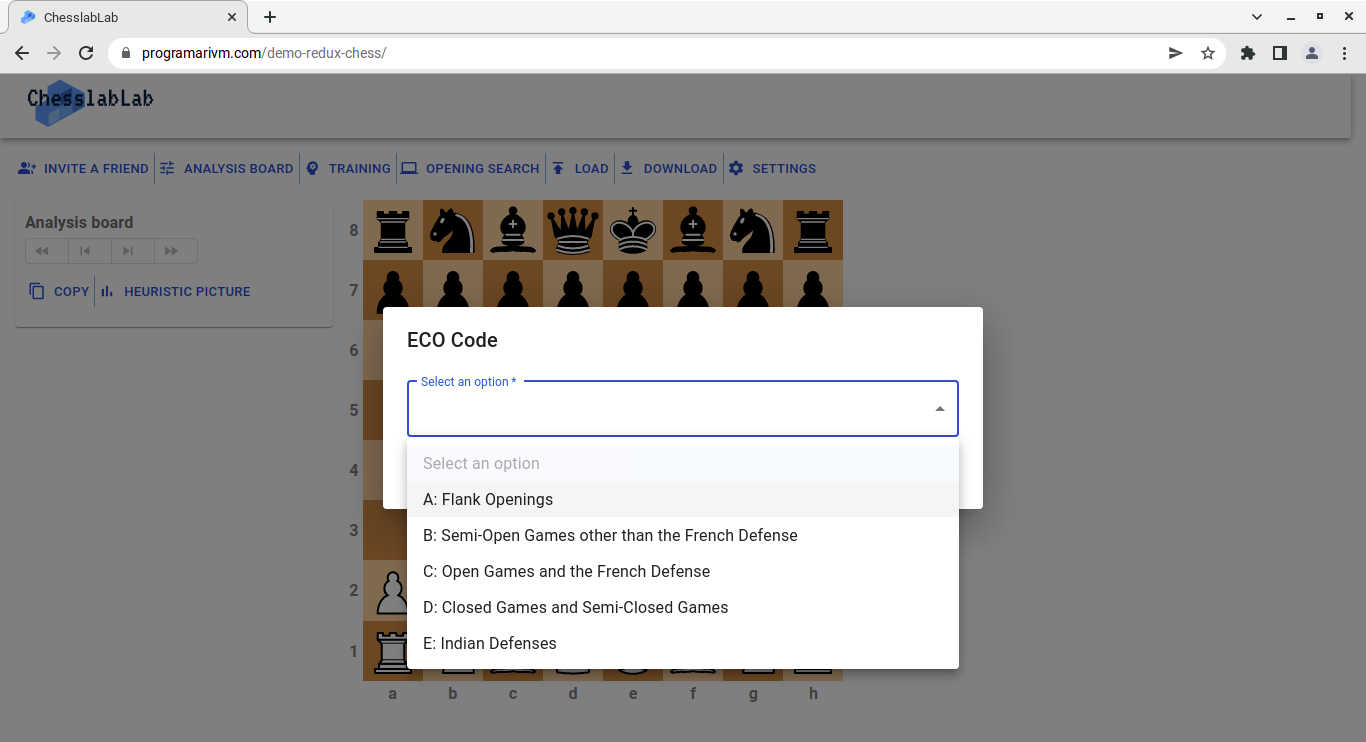 ChesslabLab
programarivm.com/demo-redux-chess/
ChesslabLab
INVITE A FRIEND ANALYSIS BOARD TRAINING OPENING SEARCH LOAD DOWNLOAD SETTINGS
Analysis board
COPY HEURISTIC PICTURE
8
7
6
5
4
3
2
1
a b c d e f g h
ECO Code
Select an option *
Select an option
A: Flank Openings
B: Semi-Open Games other than the French Defense
C: Open Games and the French Defense
D: Closed Games and Semi-Closed Games
E: Indian Defenses